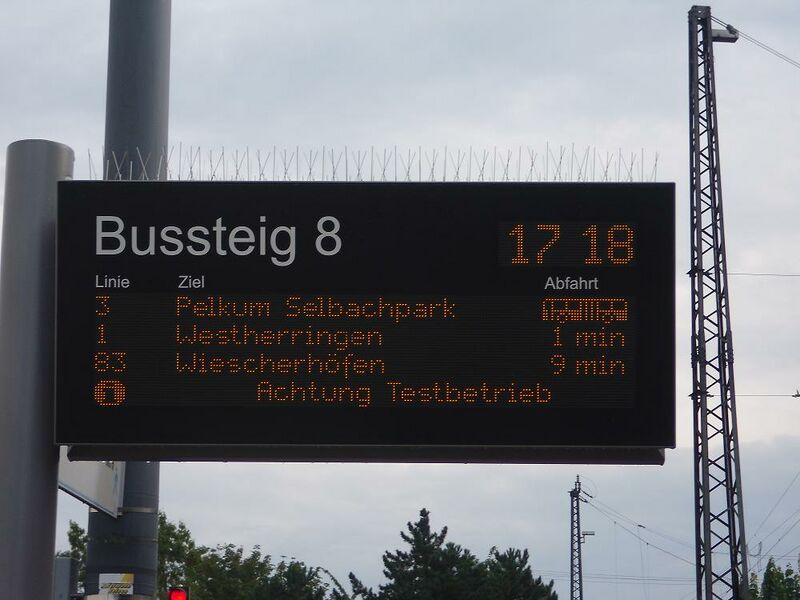 Bussteig 8 17 18
Linie Ziel Abfahrt
3 Pelkum Selbachpark
1 Westherringen 1 min
83 Wiescherhöfen 9 min
Achtung Testbetrieb